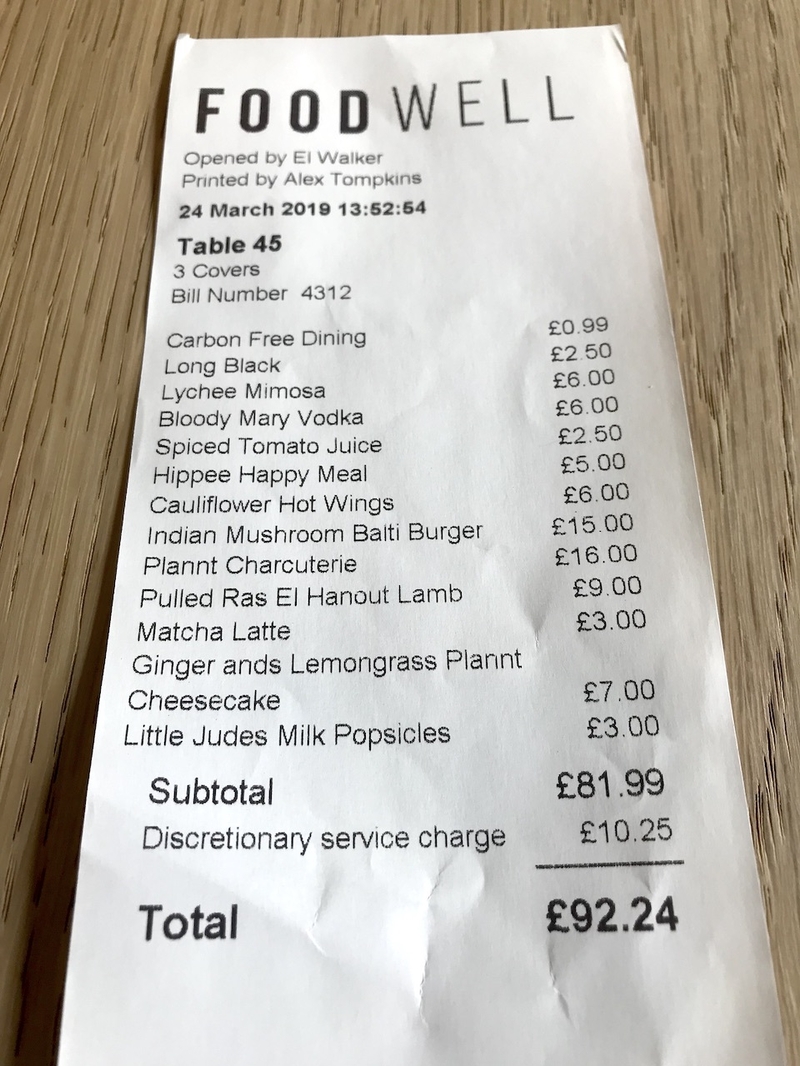 FOODWELL
Opened by El Walker
Printed by Alex Tompkins
24 March 2019 13:52:54
Table 45
3 Covers
Bill Number 4312
Carbon Free Dining £0.99
Long Black £2.50
Lychee Mimosa £6.00
Bloody Mary Vodka £6.00
Spiced Tomato Juice £2.50
Hippee Happy Meal £5.00
Cauliflower Hot Wings £6.00
Indian Mushroom Balti Burger £15.00
Plannt Charcuterie £16.00
Pulled Ras El Hanout Lamb £9.00
Matcha Latte £3.00
Ginger ands Lemongrass Plannt
Cheesecake £7.00
Little Judes Milk Popsicles £3.00
Subtotal £81.99
Discretionary service charge £10.25
Total £92.24